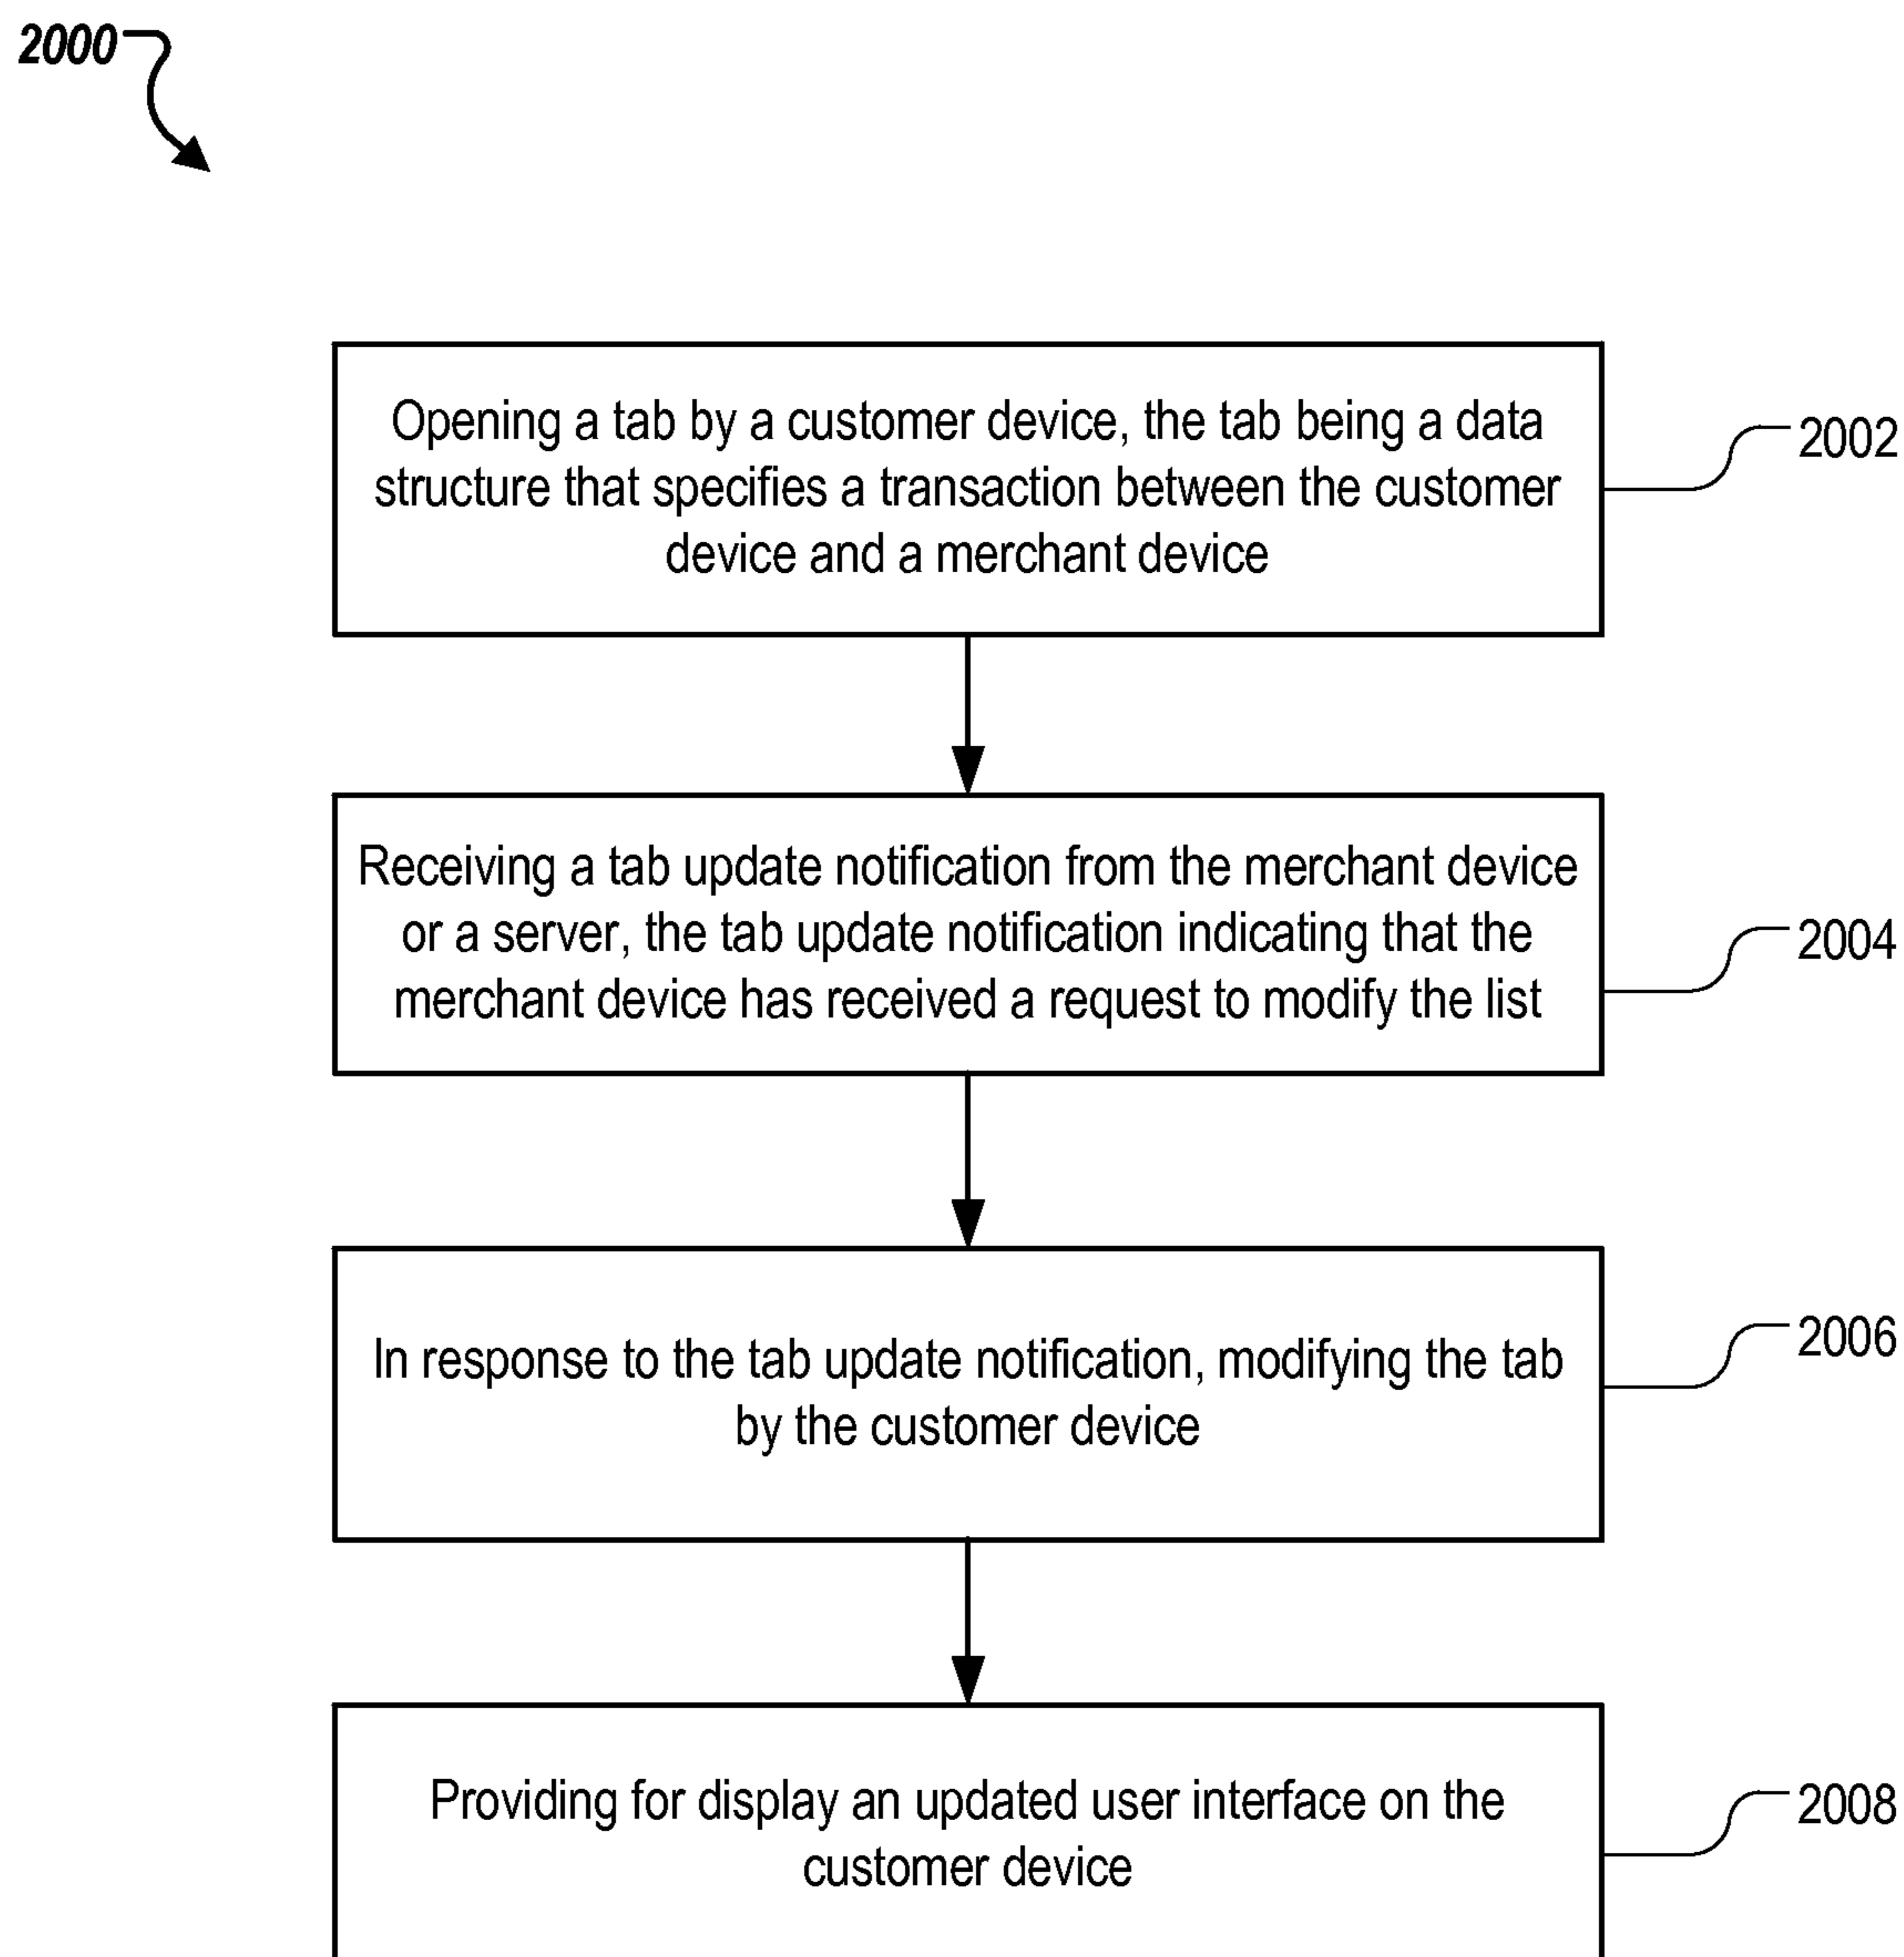 2000
Opening a tab by a customer device, the tab being a data
structure that specifies a transaction between the customer
device and a merchant device
2002
Receiving a tab update notification from the merchant device
or a server, the tab update notification indicating that the
merchant device has received a request to modify the list
2004
In response to the tab update notification, modifying the tab
by the customer device
2006
Providing for display an updated user interface on the
customer device
2008